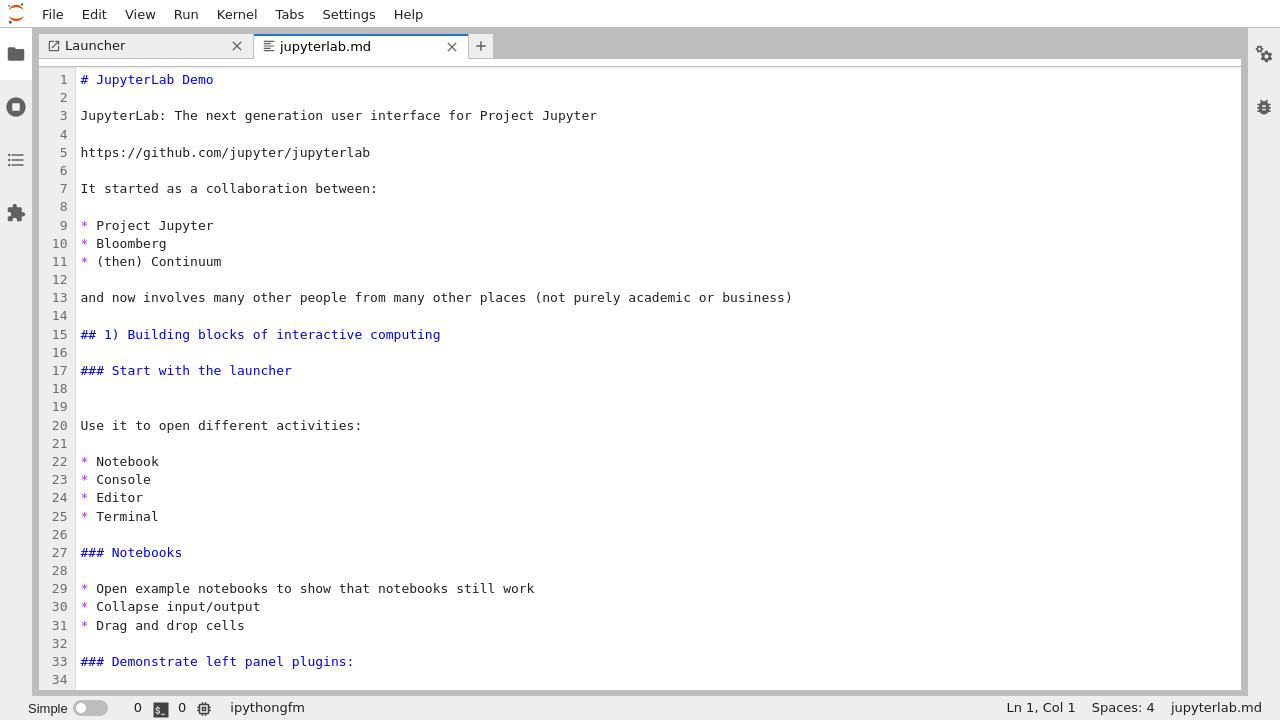 File Edit View Run Kernel Tabs Settings Help
Launcher jupyterlab.md
1 # JupyterLab Demo
2
3 JupyterLab: The next generation user interface for Project Jupyter
4
5 https://github.com/jupyter/jupyterlab
6
7 It started as a collaboration between:
8
9 * Project Jupyter
10 * Bloomberg
11 * (then) Continuum
12
13 and now involves many other people from many other places (not purely academic or business)
14
15 ## 1) Building blocks of interactive computing
16
17 ### Start with the launcher
18
19
20 Use it to open different activities:
21
22 * Notebook
23 * Console
24 * Editor
25 * Terminal
26
27 ### Notebooks
28
29 * Open example notebooks to show that notebooks still work
30 * Collapse input/output
31 * Drag and drop cells
32
33 ### Demonstrate left panel plugins:
34
Simple 0 $_ 0 ipythongfm Ln 1, Col 1 Spaces: 4 jupyterlab.md